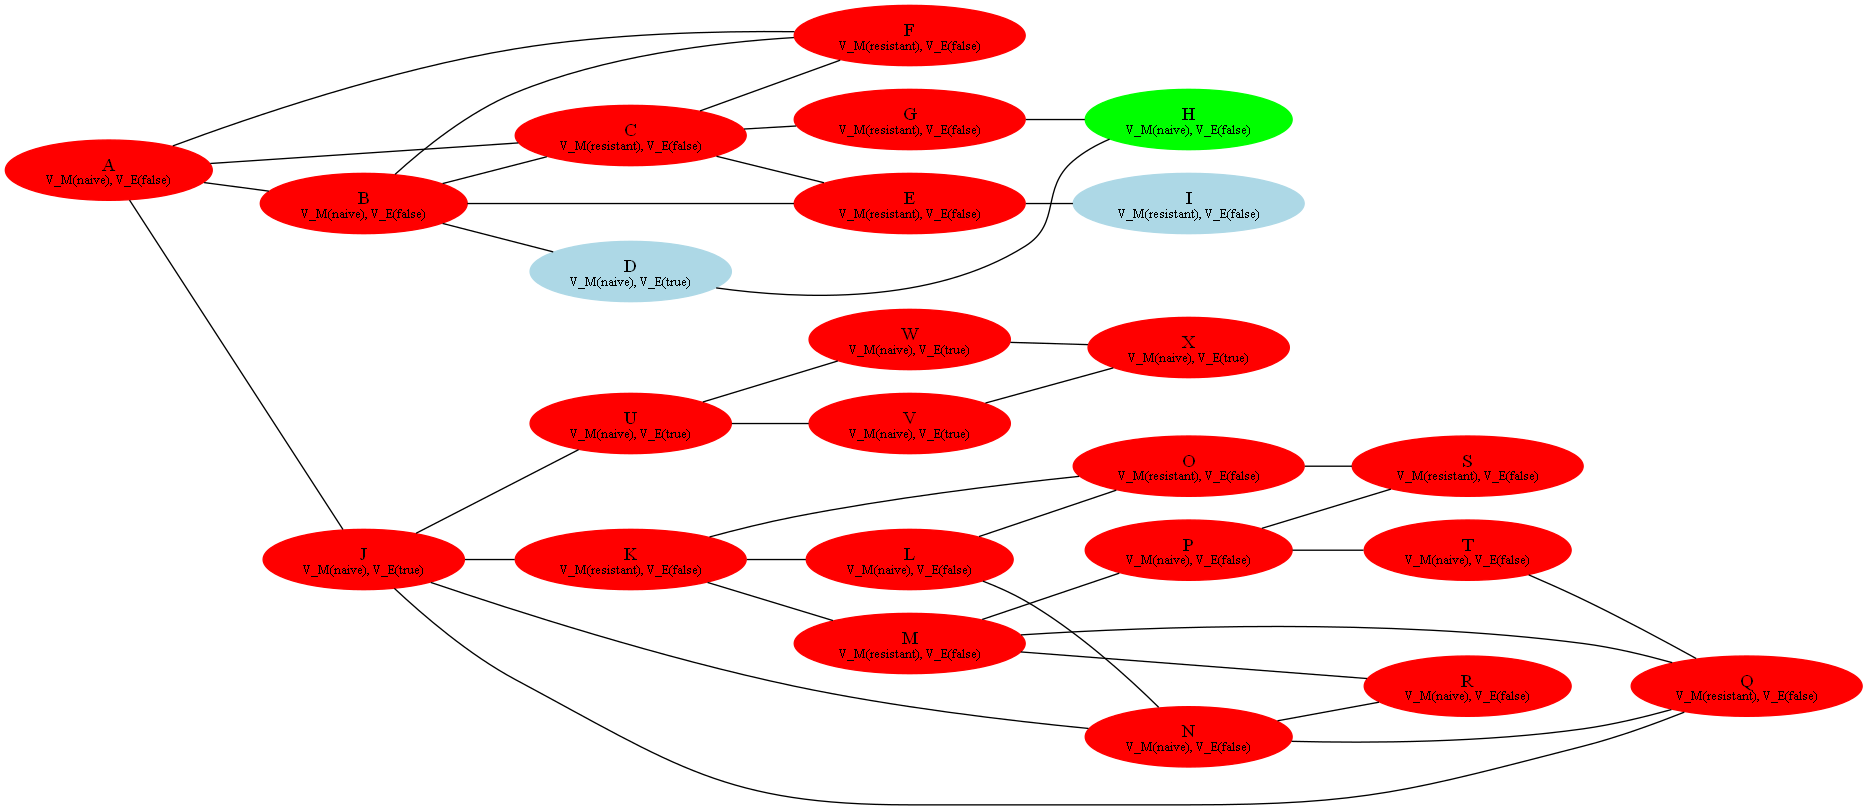 A
V_M(naive), V_E(false)
B
V_M(naive), V_E(false)
J
V_M(naive), V_E(true)
C
V_M(resistant), V_E(false)
D
V_M(naive), V_E(true)
U
V_M(naive), V_E(true)
K
V_M(resistant), V_E(false)
F
V_M(resistant), V_E(false)
G
V_M(resistant), V_E(false)
E
V_M(resistant), V_E(false)
W
V_M(naive), V_E(true)
V
V_M(naive), V_E(true)
L
V_M(naive), V_E(false)
M
V_M(resistant), V_E(false)
H
V_M(naive), V_E(false)
I
V_M(resistant), V_E(false)
X
V_M(naive), V_E(true)
O
V_M(resistant), V_E(false)
P
V_M(naive), V_E(false)
N
V_M(naive), V_E(false)
S
V_M(resistant), V_E(false)
T
V_M(naive), V_E(false)
R
V_M(naive), V_E(false)
Q
V_M(resistant), V_E(false)